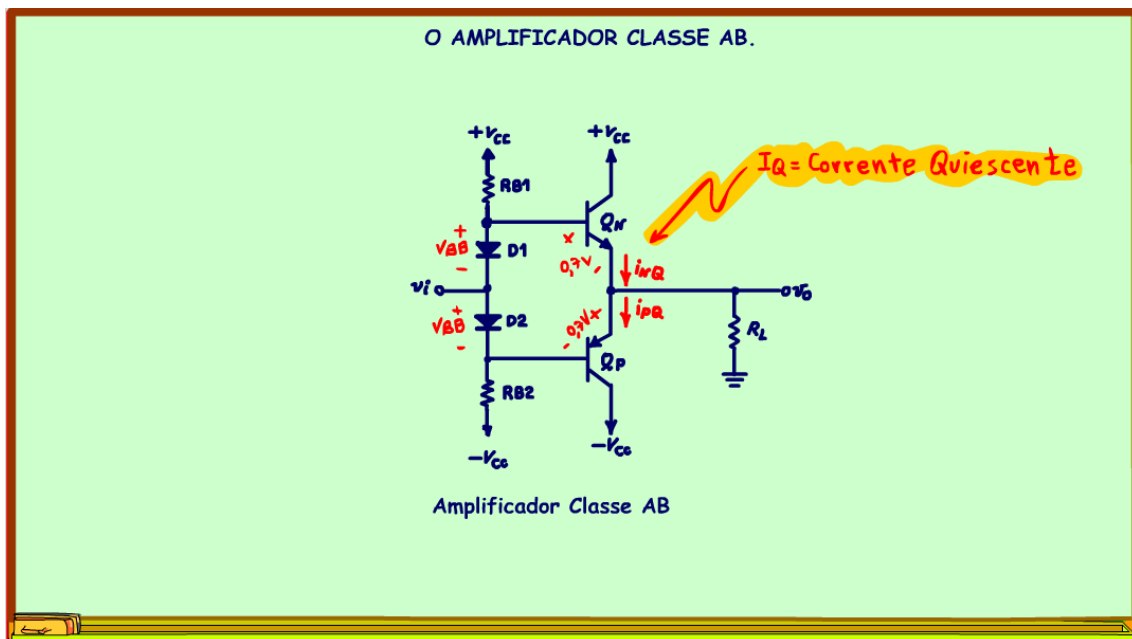 O AMPLIFICADOR CLASSE AB.
+VCC
+VCC
IQ = Corrente Quiescente
RB1
QN
+
VBB
-
D1
+
0,7V
-
iNQ
vi
vo
+
VBB
-
D2
+
0,7V
-
iPQ
RL
QP
RB2
-VCC
-VCC
Amplificador Classe AB